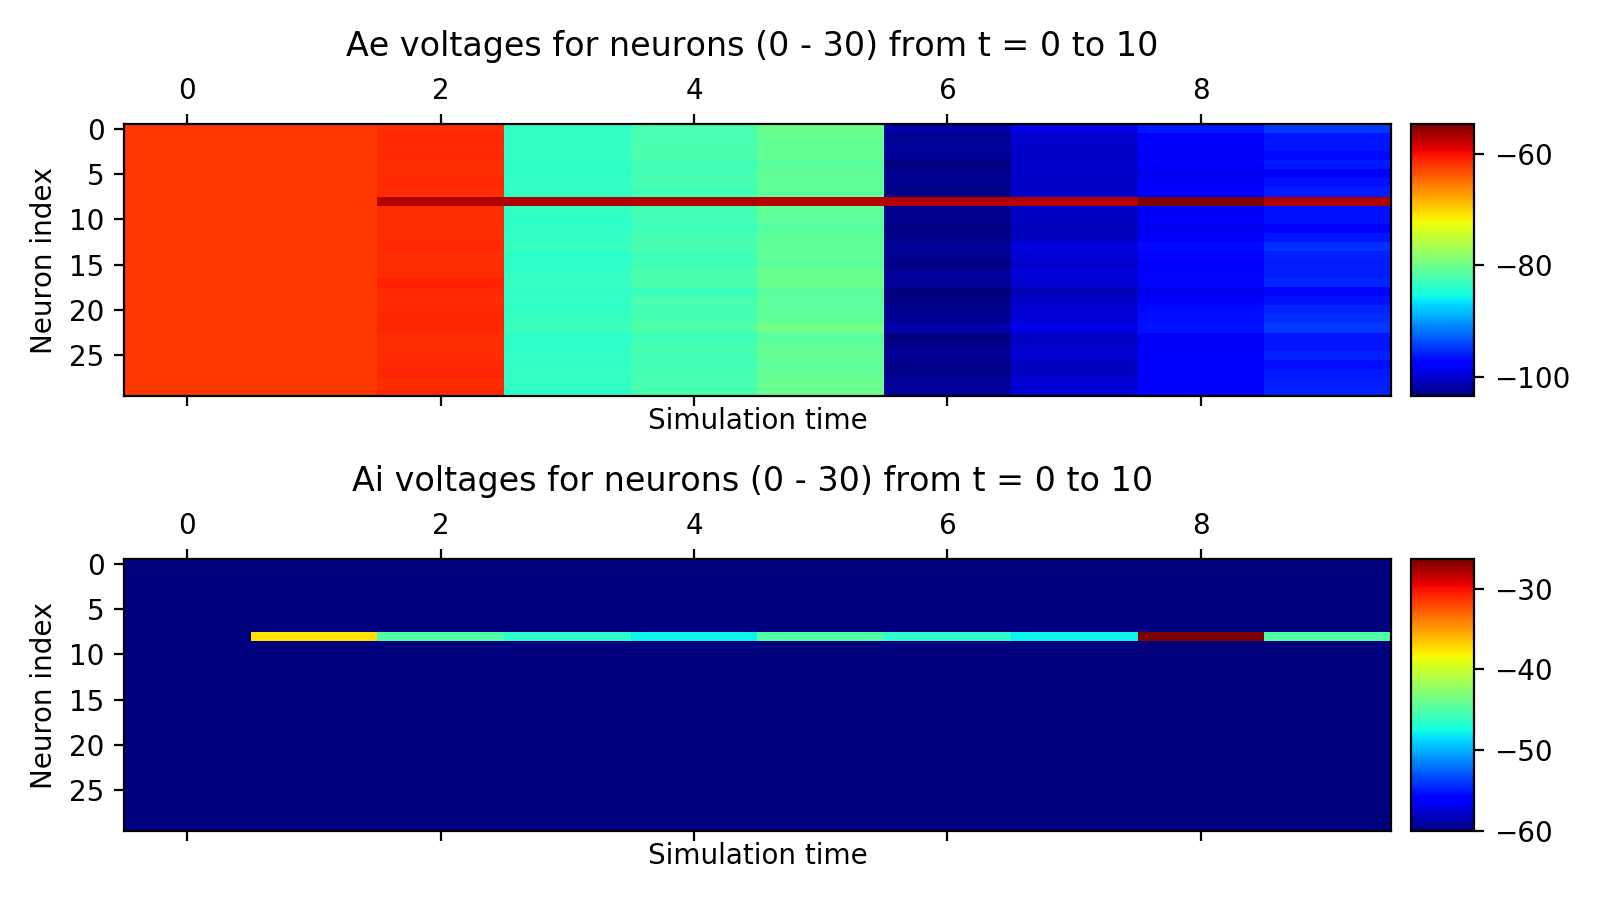 Ae voltages for neurons (0 - 30) from t = 0 to 10
0 2 4 6 8
Neuron index
0
5
10
15
20
25
−60
−80
−100
Simulation time
Ai voltages for neurons (0 - 30) from t = 0 to 10
0 2 4 6 8
Neuron index
0
5
10
15
20
25
−30
−40
−50
−60
Simulation time